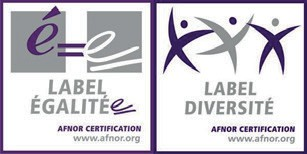 é=e
LABEL
ÉGALITÉe
AFNOR CERTIFICATION
www.afnor.org
LABEL
DIVERSITÉ
AFNOR CERTIFICATION
www.afnor.org